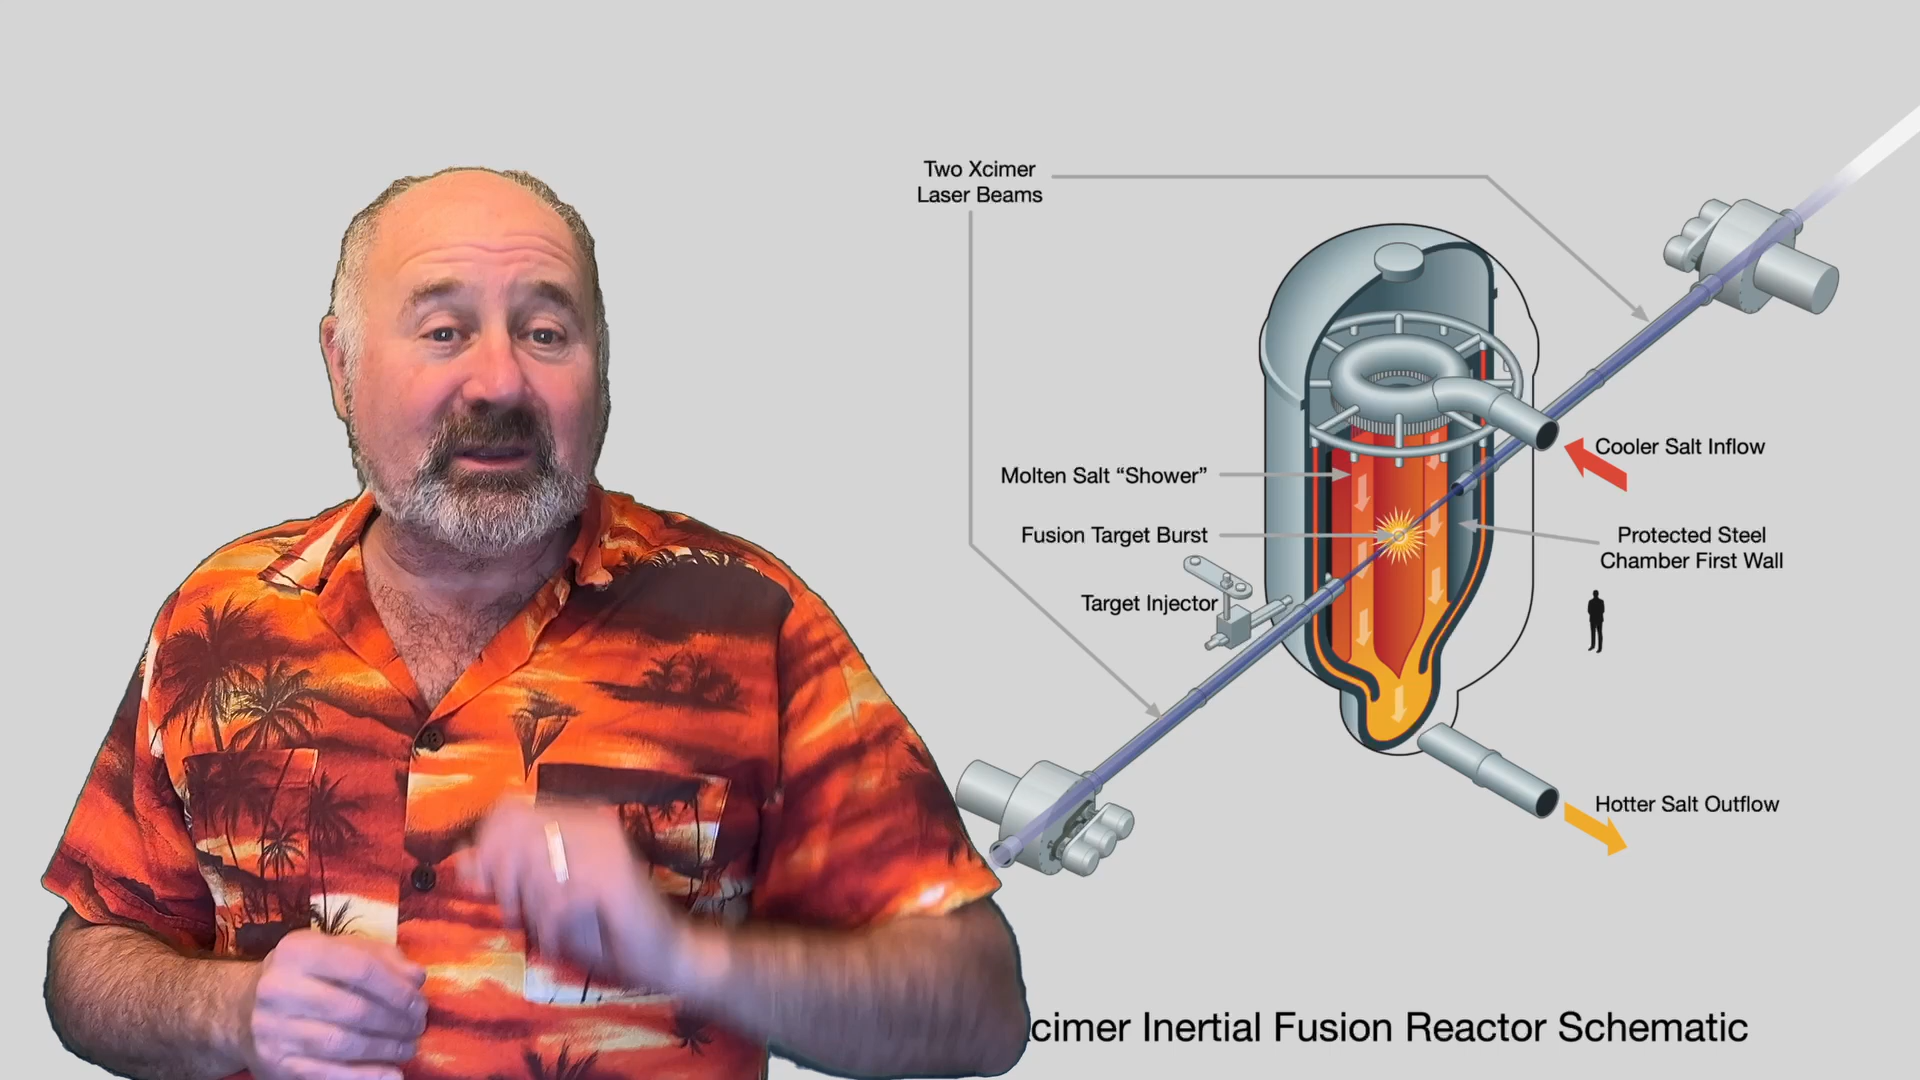 Two Xcimer
Laser Beams
Cooler Salt Inflow
Molten Salt “Shower”
Fusion Target Burst
Protected Steel
Chamber First Wall
Target Injector
Hotter Salt Outflow
cimer Inertial Fusion Reactor Schematic